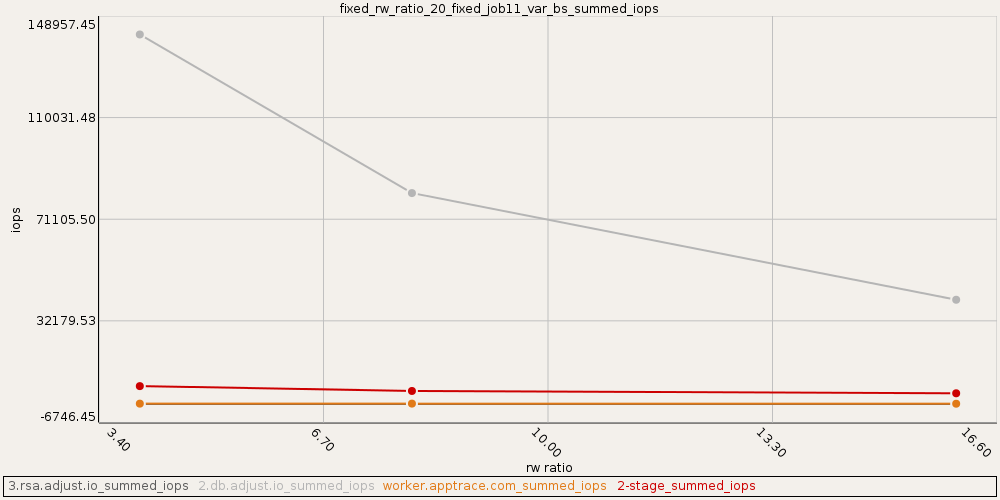 fixed_rw_ratio_20_fixed_job11_var_bs_summed_iops
148957.45
110031.48
71105.50
32179.53
-6746.45
iops
3.40
6.70
10.00
13.30
16.60
rw ratio
3.rsa.adjust.io_summed_iops 2.db.adjust.io_summed_iops worker.apptrace.com_summed_iops 2-stage_summed_iops